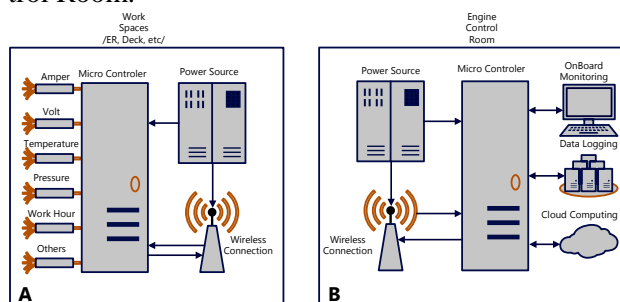 trol Room.
Work
Spaces
/ER, Deck, etc/
Amper
Micro Controler
Power Source
Volt
Temperature
Pressure
Work Hour
Others
Wireless
Connection
A
Engine
Control
Room
Power Source
Micro Controler
OnBoard
Monitoring
Data Logging
Cloud Computing
Wireless
Connection
B